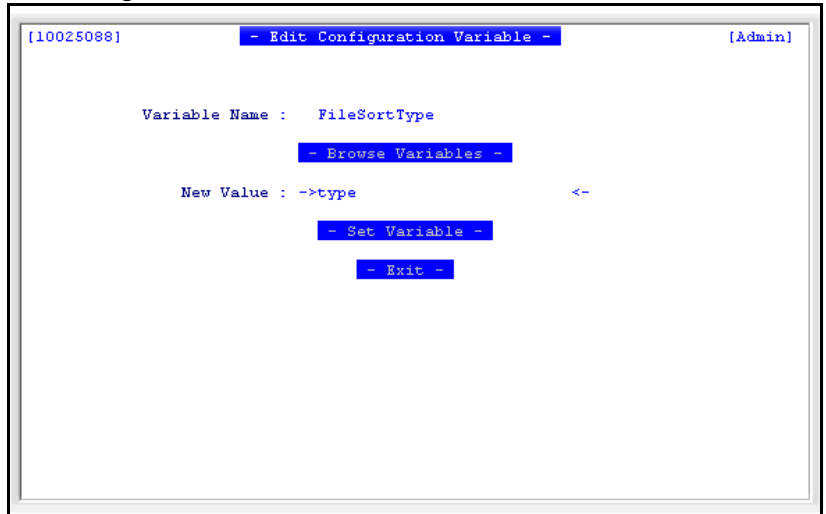 [10025088] - Edit Configuration Variable - [Admin]
Variable Name : FileSortType
- Browse Variables -
New Value : ->type <-
- Set Variable -
- Exit -